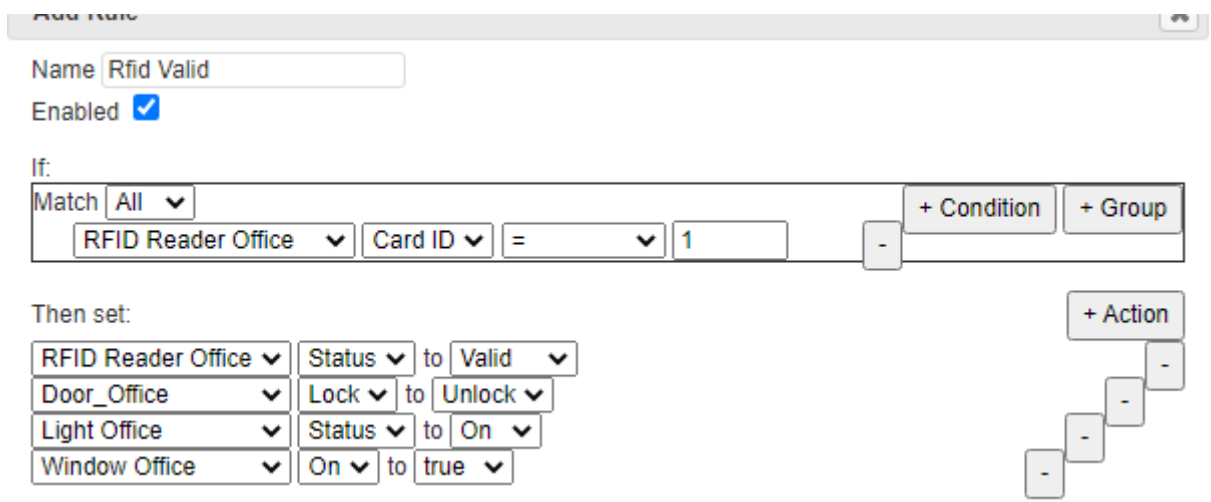 Add Rule
Name Rfid Valid
Enabled
If:
Match All + Condition + Group
RFID Reader Office Card ID = 1 -
Then set: + Action
RFID Reader Office Status to Valid -
Door_Office Lock to Unlock -
Light Office Status to On -
Window Office On to true -